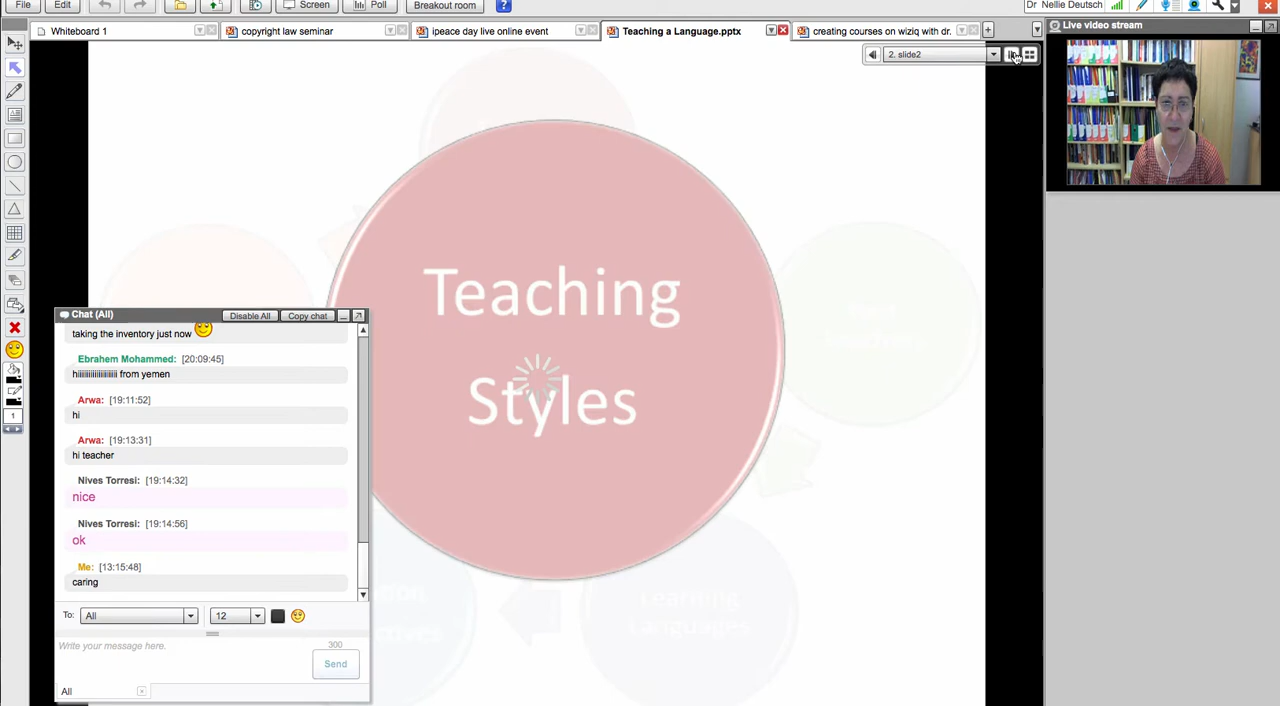 File Edit Screen Poll Breakout room ? Dr Nellie Deutsch
Whiteboard 1 copyright law seminar ipeace day live online event Teaching a Language.pptx creating courses on wiziq with dr. +
Live video stream
2. slide2
Teaching
Styles
Learning
Languages
Chat (All) Disable All Copy chat
taking the inventory just now
Ebrahem Mohammed: [20:09:45]
hiiiiiiiiiiiiiiiiiii from yemen
Arwa: [19:11:52]
hi
Arwa: [19:13:31]
hi teacher
Nives Torresi: [19:14:32]
nice
Nives Torresi: [19:14:56]
ok
Me: [13:15:48]
caring
To: All 12
Write your message here. 300
Send
All
1